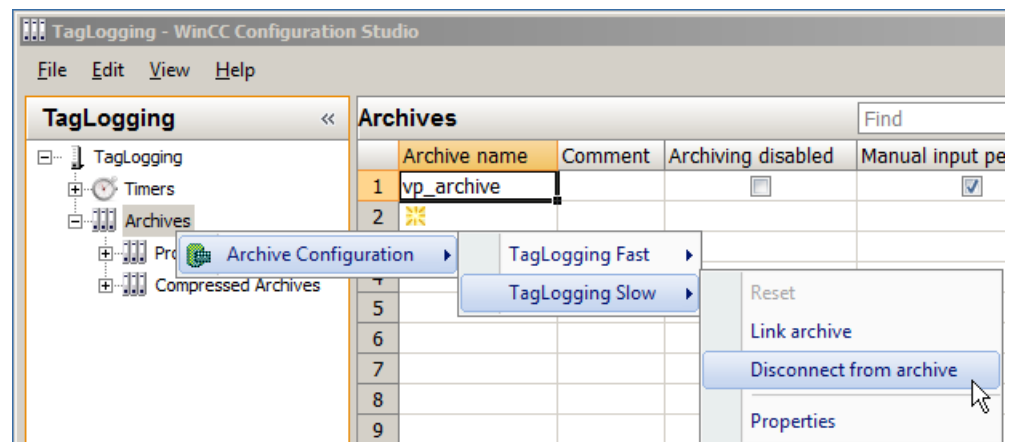 TagLogging - WinCC Configuration Studio
File Edit View Help
TagLogging «
TagLogging
Timers
Archives
Pro
Compressed Archives
Archives Find
Archive name Comment Archiving disabled Manual input pe
1 vp_archive
2
4
5
6
7
8
9
Archive Configuration
TagLogging Fast
TagLogging Slow
Reset
Link archive
Disconnect from archive
Properties